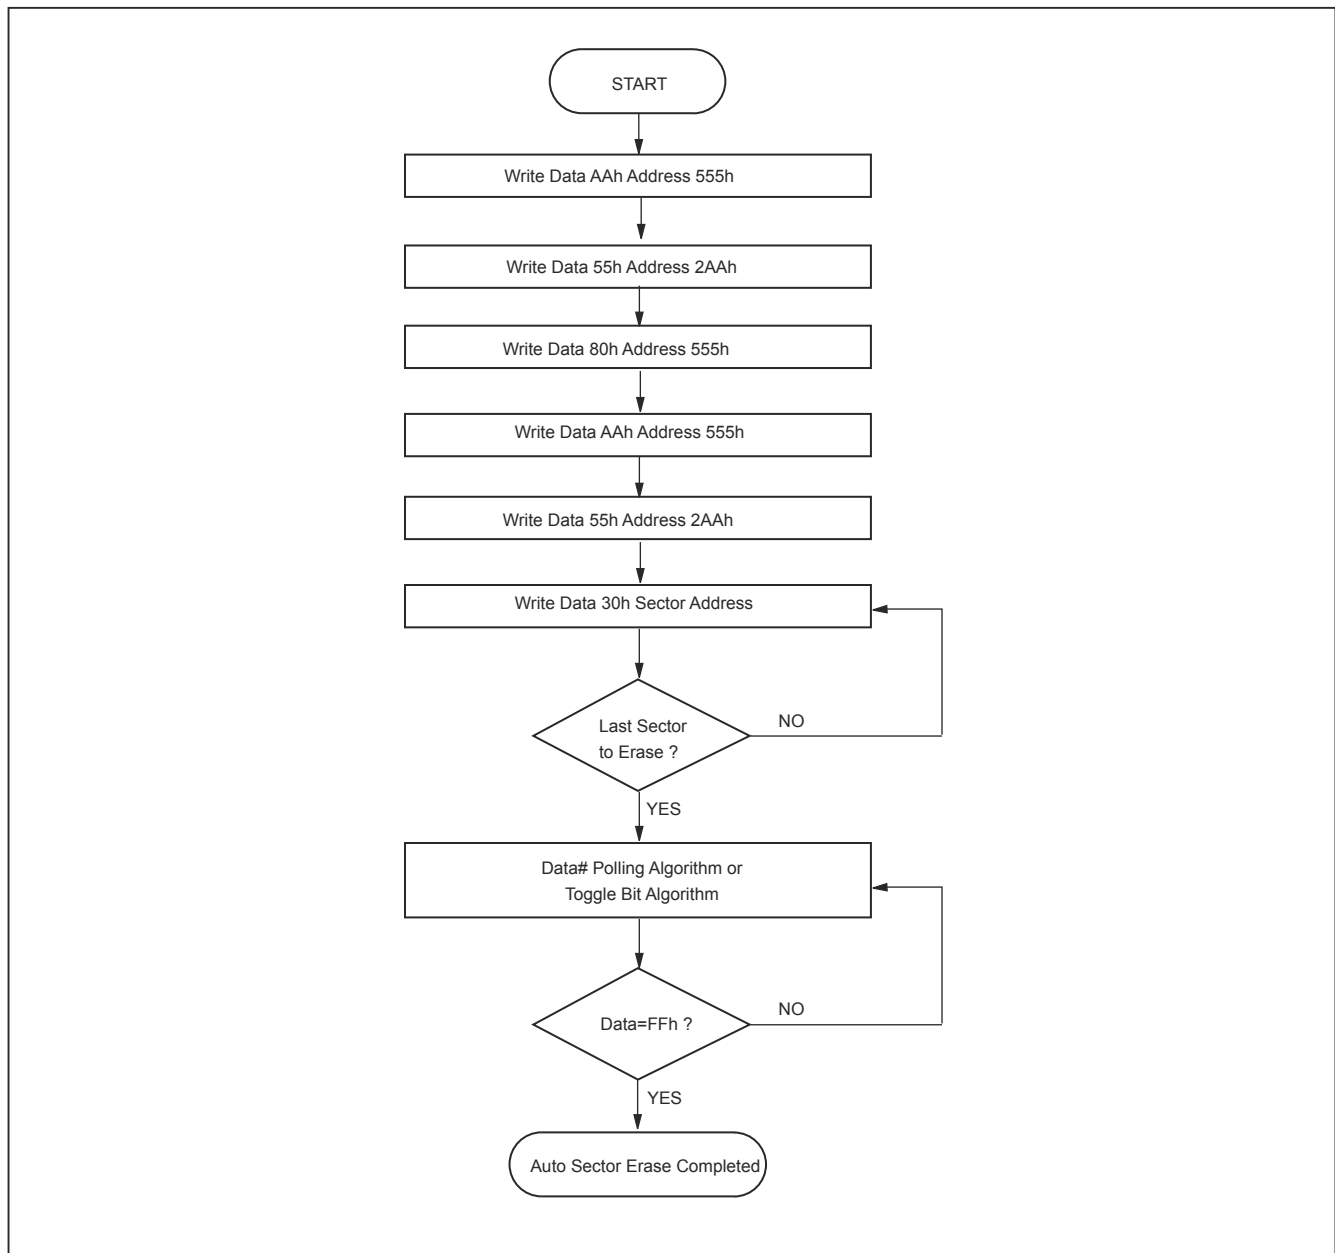 START
Write Data AAh Address 555h
Write Data 55h Address 2AAh
Write Data 80h Address 555h
Write Data AAh Address 555h
Write Data 55h Address 2AAh
Write Data 30h Sector Address
Last Sector
to Erase ?
NO
YES
Data# Polling Algorithm or
Toggle Bit Algorithm
Data=FFh ?
NO
YES
Auto Sector Erase Completed